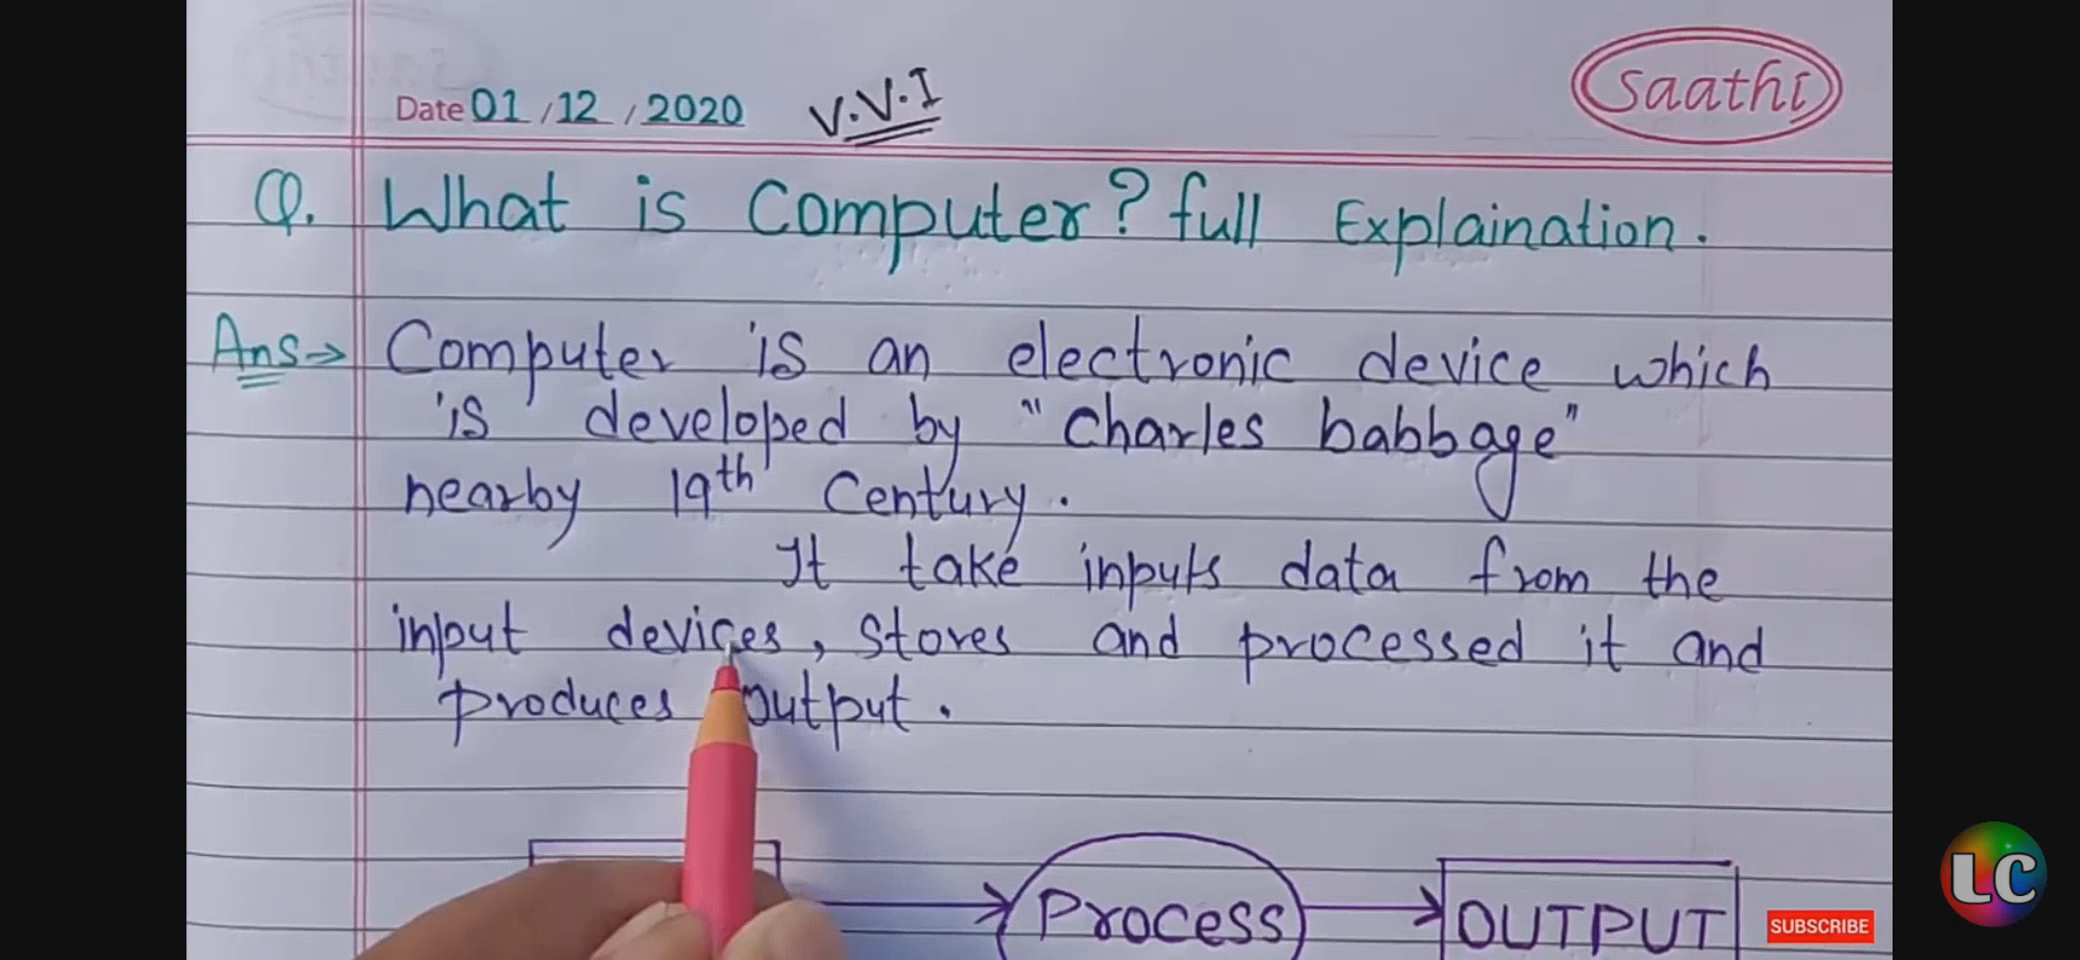 Saathi
Date 01/12/2020 V.V.I
Q. What is Computer? full Explaination.
Ans→ Computer is an electronic device which
is developed by "Charles babbage"
nearby 19th Century.
It take inputs data from the
input devices, stores and processed it and
produces output.
Process OUTPUT
LC
SUBSCRIBE